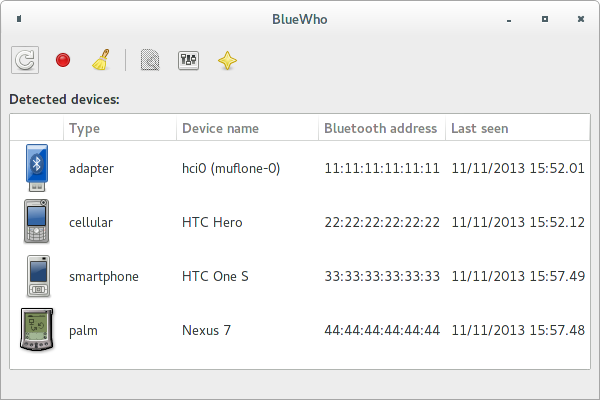 BlueWho
Detected devices:
Type Device name Bluetooth address Last seen
adapter hci0 (muflone-0) 11:11:11:11:11:11 11/11/2013 15:52.01
cellular HTC Hero 22:22:22:22:22:22 11/11/2013 15:52.12
smartphone HTC One S 33:33:33:33:33:33 11/11/2013 15:57.49
palm Nexus 7 44:44:44:44:44:44 11/11/2013 15:57.48